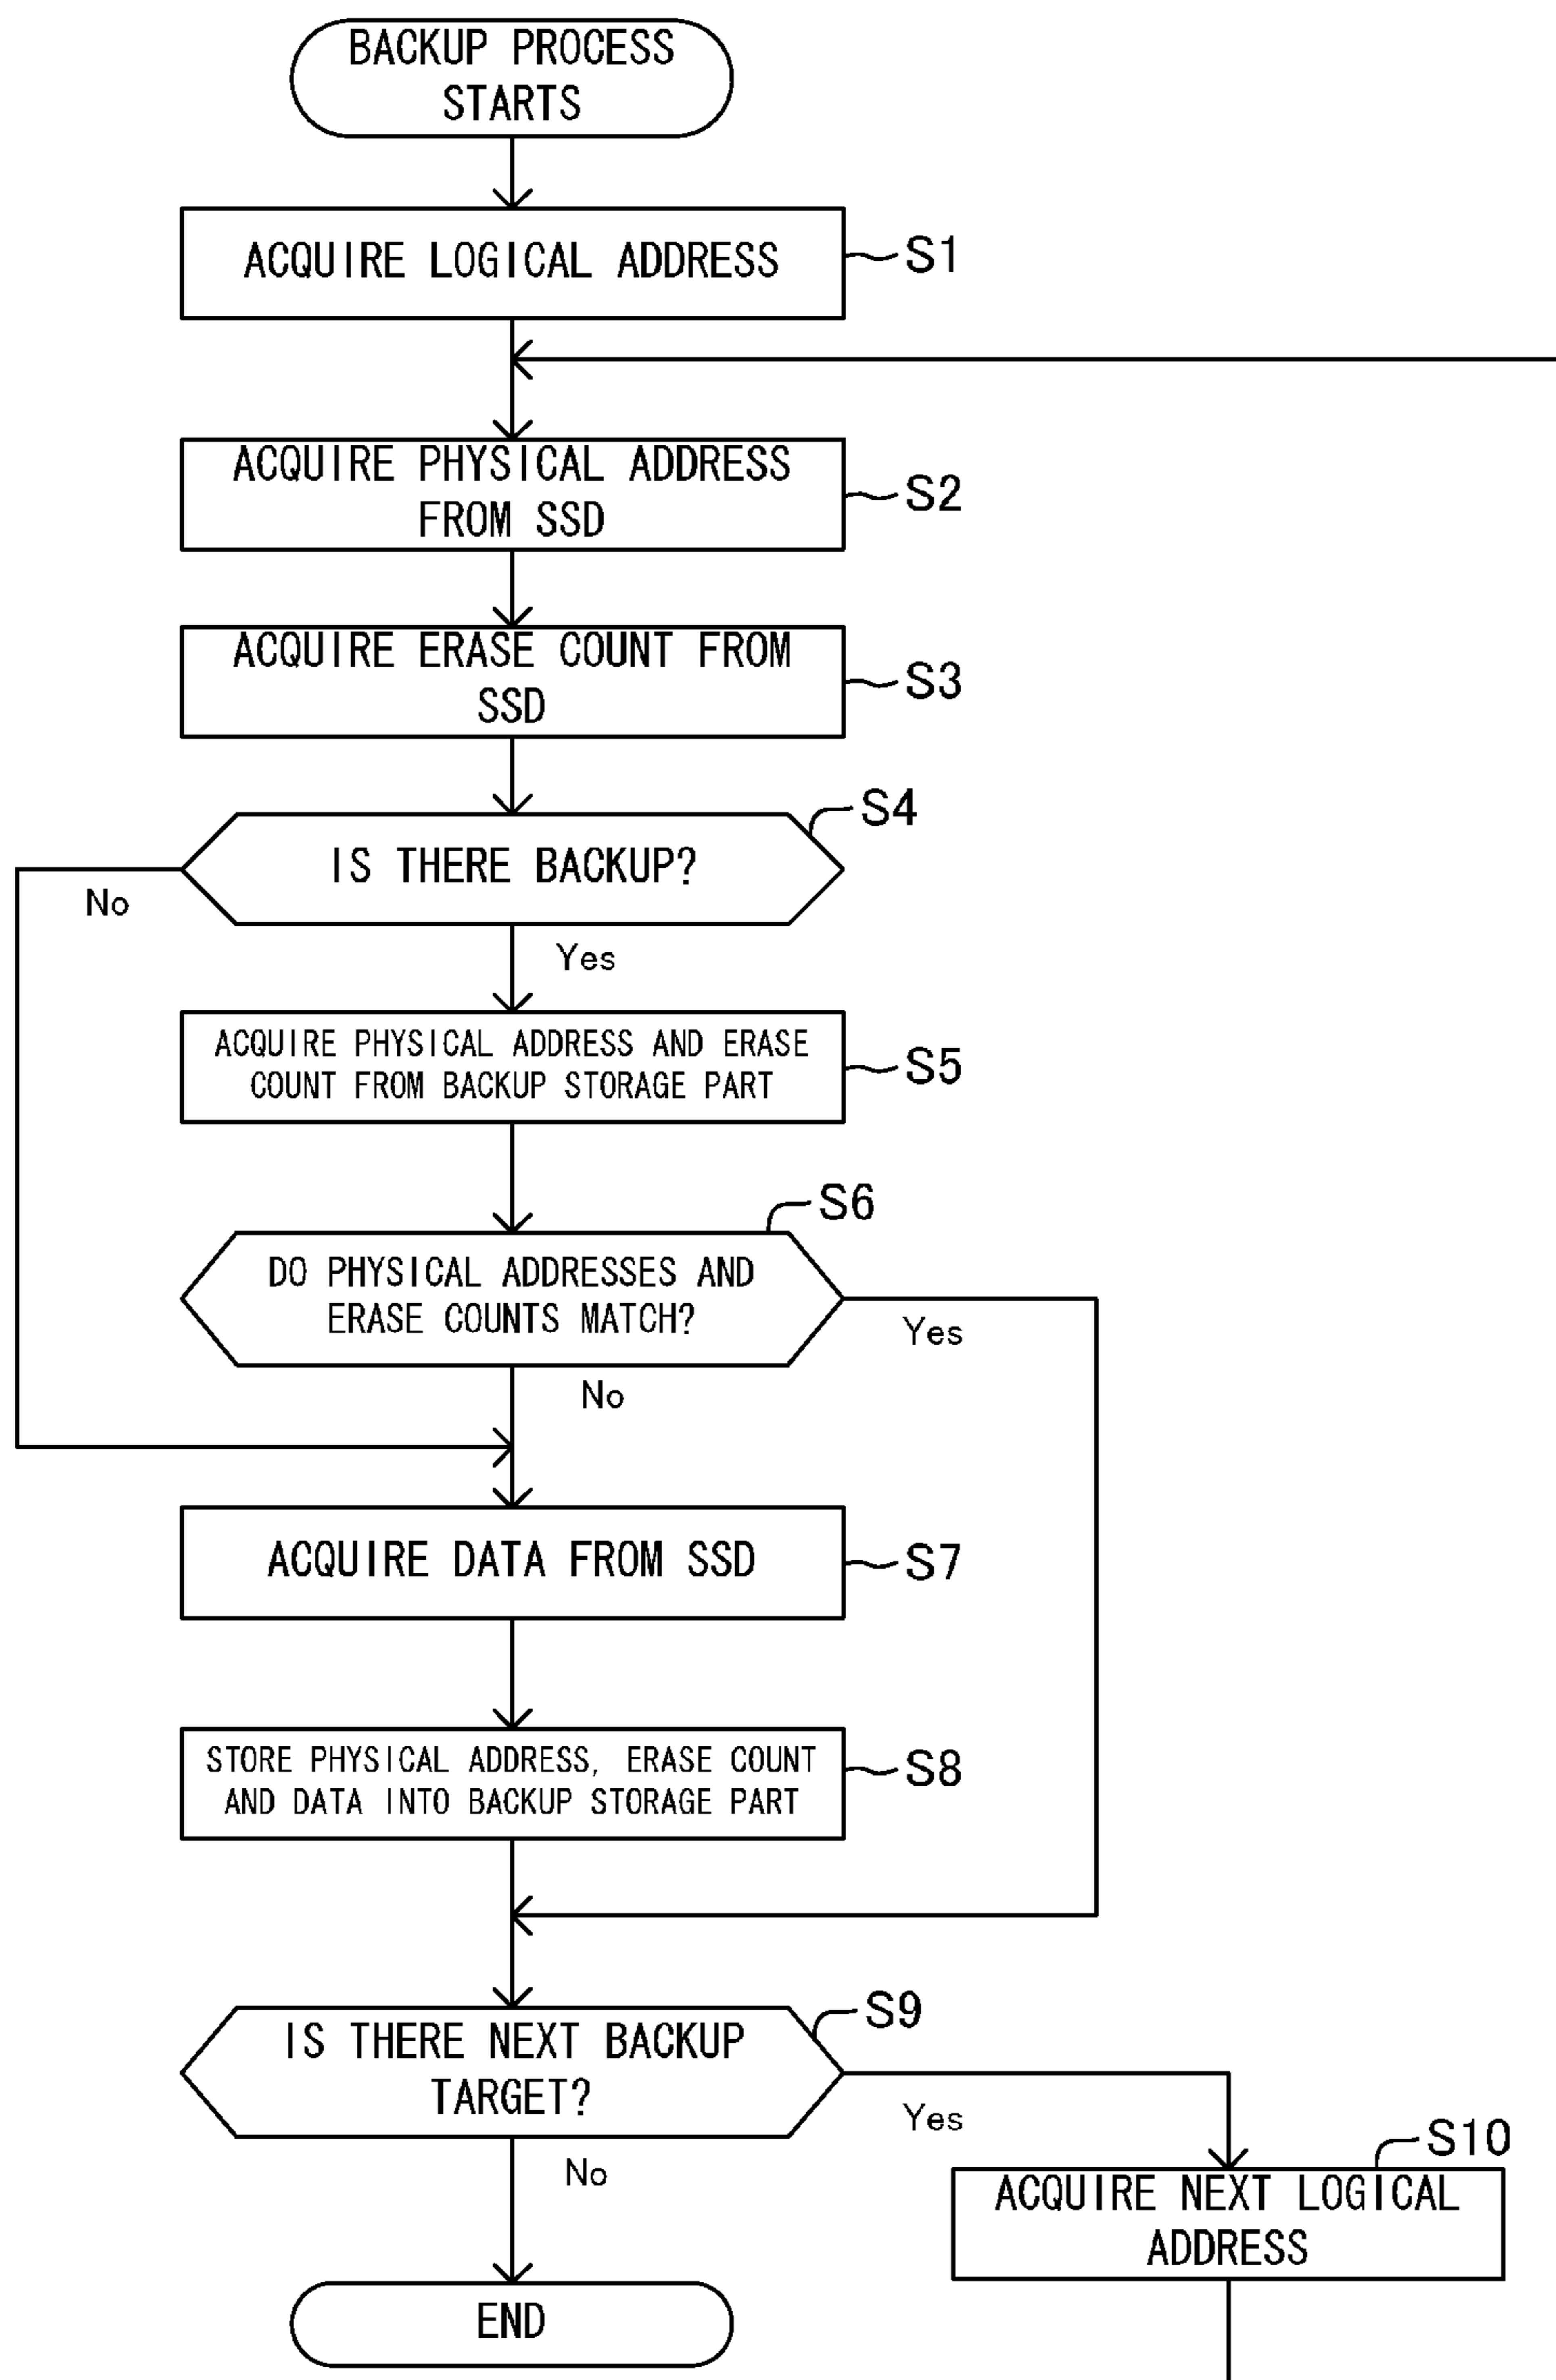 BACKUP PROCESS
STARTS
ACQUIRE LOGICAL ADDRESS
S1
ACQUIRE PHYSICAL ADDRESS
FROM SSD
S2
ACQUIRE ERASE COUNT FROM
SSD
S3
S4
IS THERE BACKUP?
No
Yes
ACQUIRE PHYSICAL ADDRESS AND ERASE
COUNT FROM BACKUP STORAGE PART
S5
S6
DO PHYSICAL ADDRESSES AND
ERASE COUNTS MATCH?
Yes
No
ACQUIRE DATA FROM SSD
S7
STORE PHYSICAL ADDRESS, ERASE COUNT
AND DATA INTO BACKUP STORAGE PART
S8
S9
IS THERE NEXT BACKUP
TARGET?
Yes
No
S10
ACQUIRE NEXT LOGICAL
ADDRESS
END